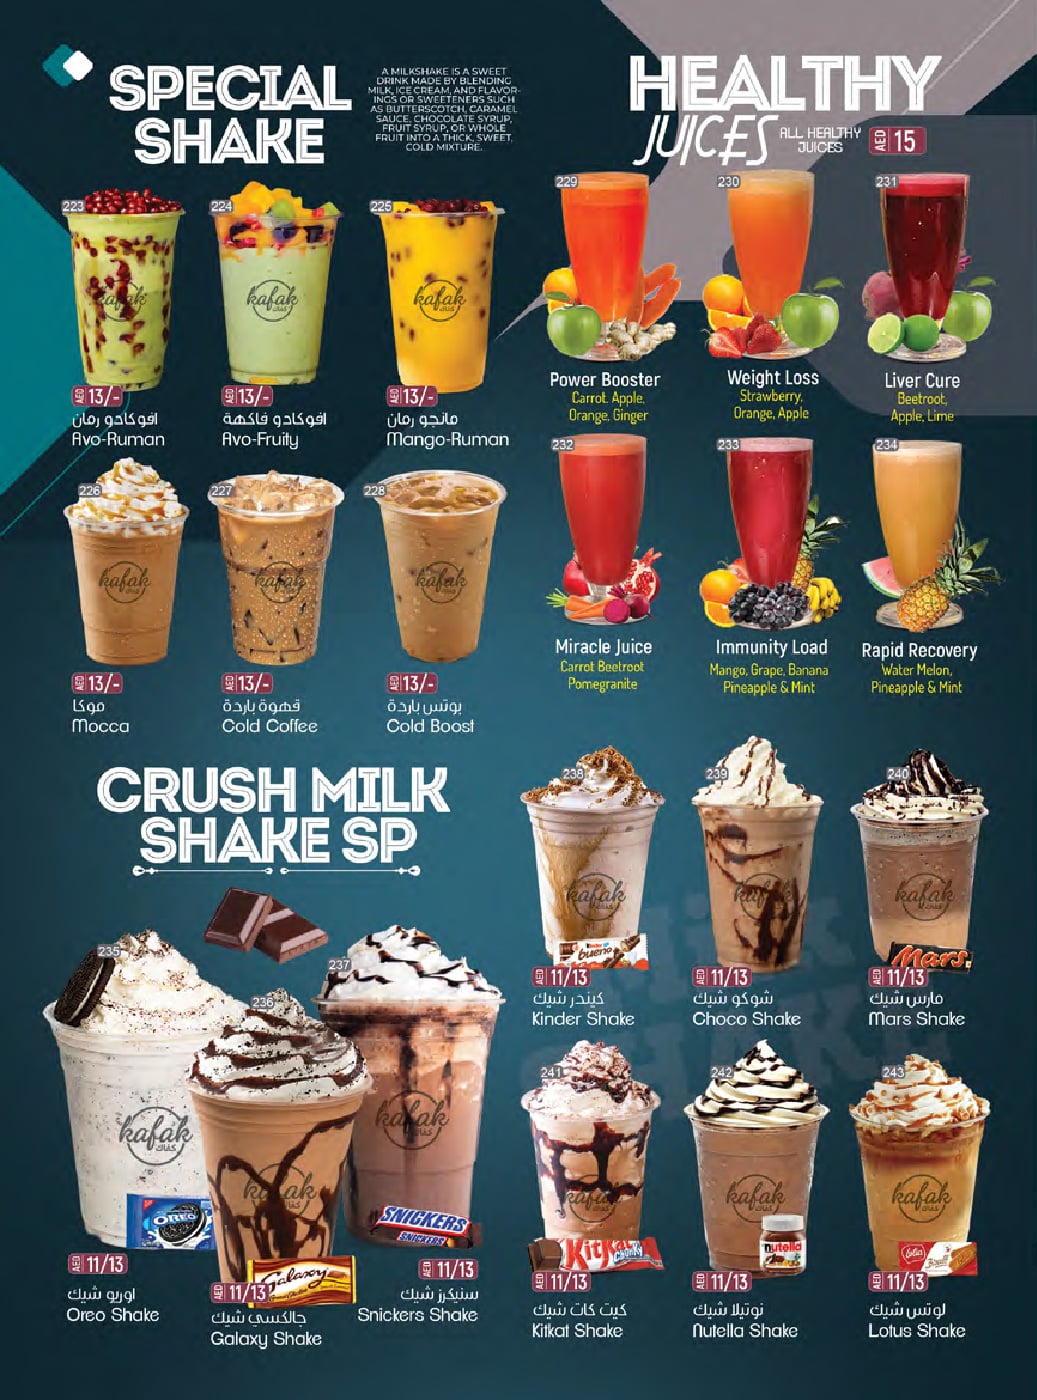 SPECIAL
SHAKE
A MILKSHAKE IS A SWEET
DRINK MADE BY BLENDING
MILK, ICE CREAM, AND FLAVOR-
INGS OR SWEETENERS SUCH
AS BUTTERSCOTCH, CARAMEL
SAUCE, CHOCOLATE SYRUP,
FRUIT SYRUP, OR WHOLE
FRUIT INTO A THICK, SWEET,
COLD MIXTURE.
223
224
225
kafak
kafak
kafak
AED 13/-
AED 13/-
AED 13/-
افوكادو رمان
افوكادو فاكهة
مانجو رمان
Avo-Ruman
Avo-Fruity
Mango-Ruman
226
227
228
kafak
kafak
kafak
AED 13/-
AED 13/-
AED 13/-
موكا
قهوة باردة
بوتس باردة
Mocca
Cold Coffee
Cold Boost
HEALTHY
JUICES
ALL HEALTHY
JUICES
AED 15
229
230
231
Power Booster
Carrot, Apple,
Orange, Ginger
Weight Loss
Strawberry,
Orange, Apple
Liver Cure
Beetroot,
Apple, Lime
232
233
234
Miracle Juice
Carrot Beetroot
Pomegranite
Immunity Load
Mango, Grape, Banana
Pineapple & Mint
Rapid Recovery
Water Melon,
Pineapple & Mint
CRUSH MILK
SHAKE SP
235
236
237
kafak
كفاك
kafak
kafak
كفاك
OREO
SNICKERS
Galaxy
AED 11/13
اوريو شيك
Oreo Shake
AED 11/13
جالكسي شيك
Galaxy Shake
AED 11/13
سنيكرز شيك
Snickers Shake
238
239
240
kafak
kafak
kafak
kinder
bueno
Mars
AED 11/13
AED 11/13
AED 11/13
كيندر شيك
شوكو شيك
مارس شيك
Kinder Shake
Choco Shake
Mars Shake
241
242
243
kafak
kafak
kafak
KitKat
Chunky
nutella
Lotus
Biscoff
AED 11/13
AED 11/13
AED 11/13
كيت كات شيك
نوتيلا شيك
لوتس شيك
Kitkat Shake
Nutella Shake
Lotus Shake